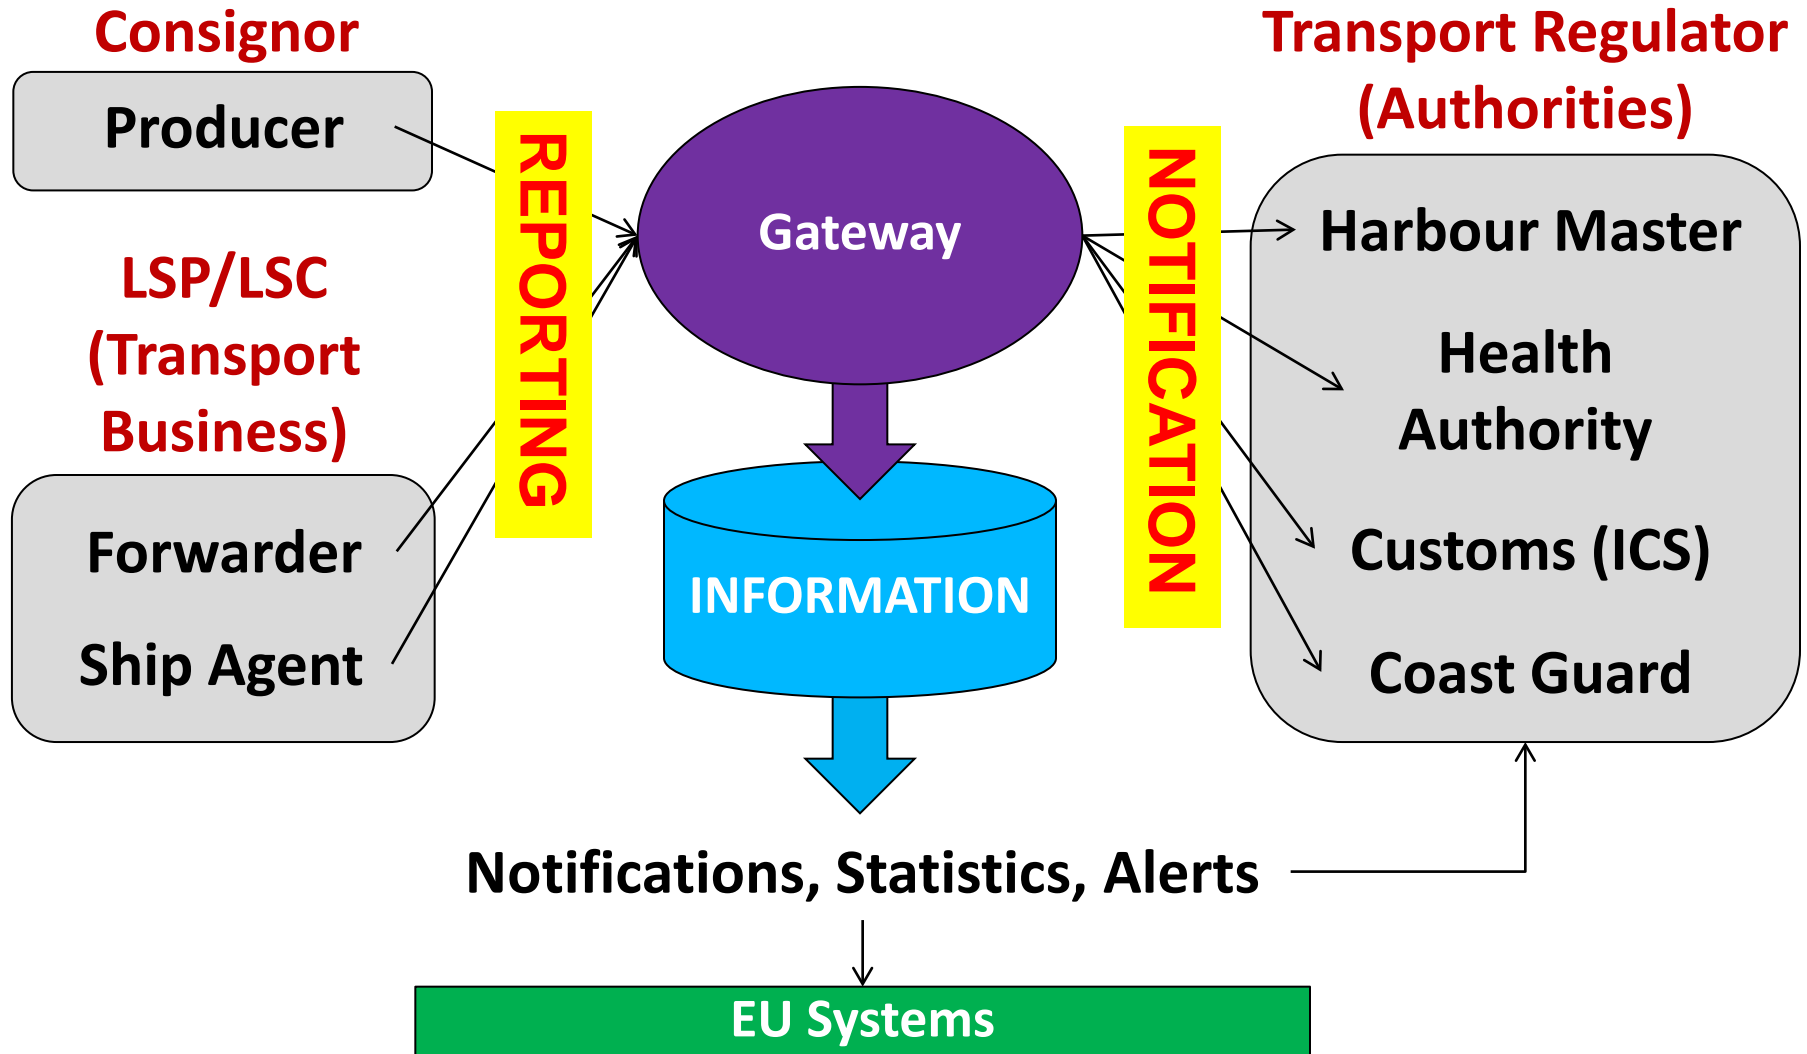 Consignor
Producer
LSP/LSC
(Transport
Business)
Forwarder
Ship Agent
REPORTING
Gateway
INFORMATION
NOTIFICATION
Transport Regulator
(Authorities)
Harbour Master
Health
Authority
Customs (ICS)
Coast Guard
Notifications, Statistics, Alerts
EU Systems